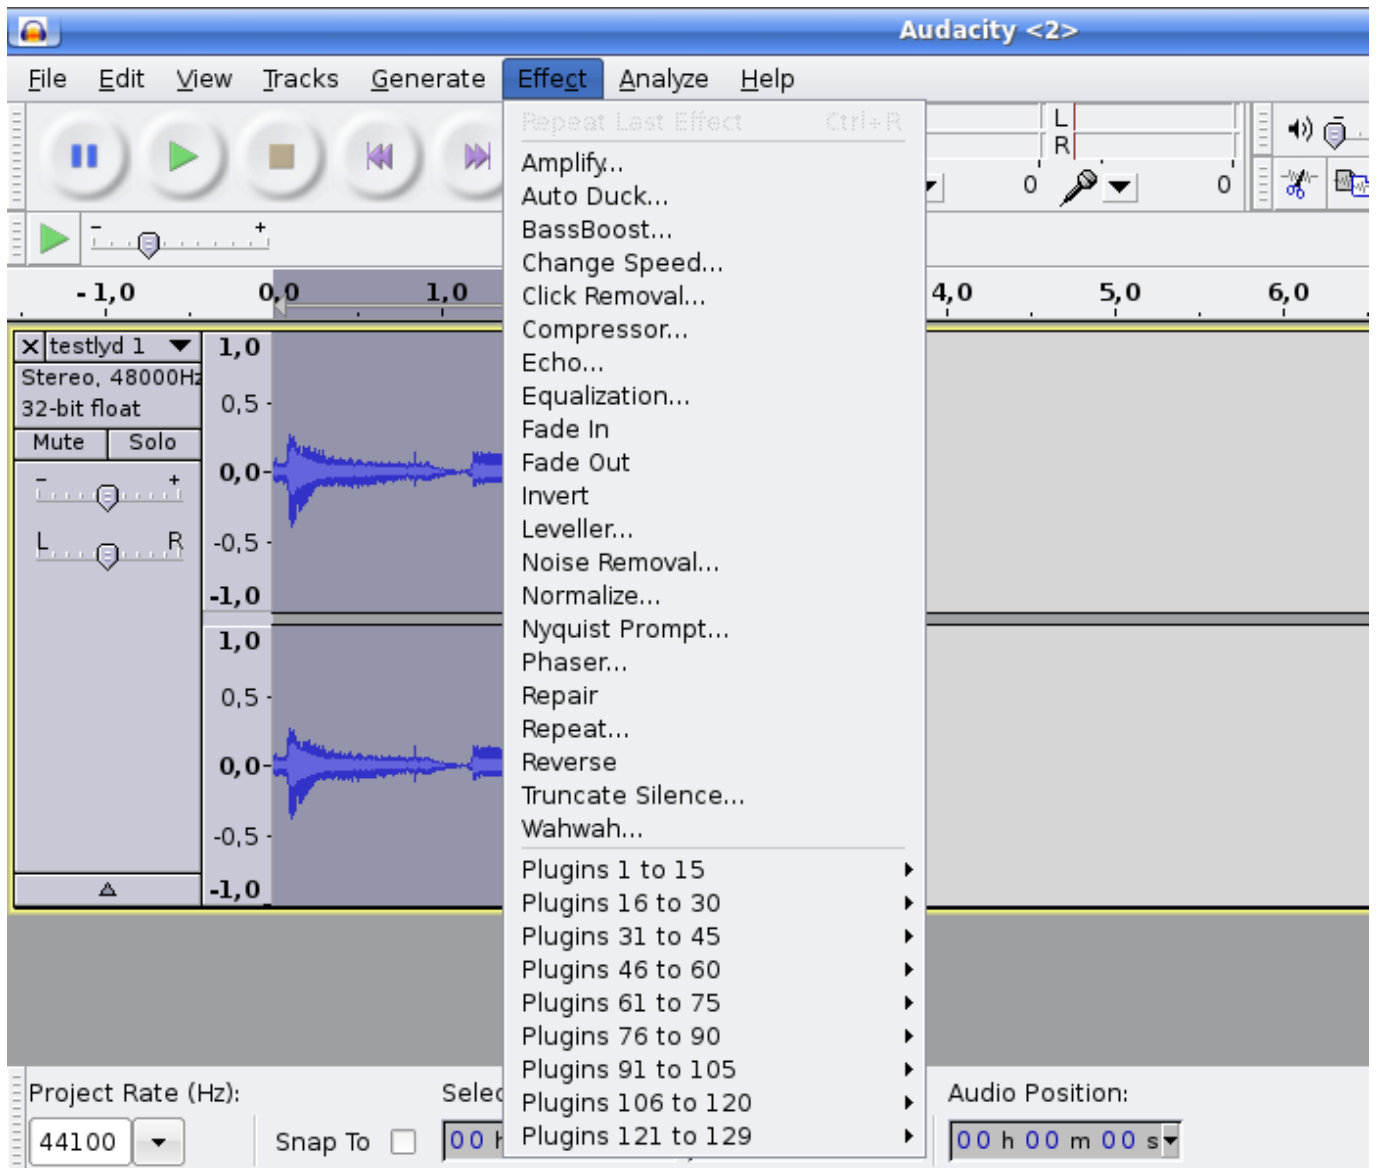 Audacity <2>
File Edit View Tracks Generate Effect Analyze Help
Repeat Last Effect Ctrl+R
L
R
0 0
- +
Amplify...
Auto Duck...
BassBoost...
Change Speed...
Click Removal...
Compressor...
Echo...
Equalization...
Fade In
Fade Out
Invert
Leveller...
Noise Removal...
Normalize...
Nyquist Prompt...
Phaser...
Repair
Repeat...
Reverse
Truncate Silence...
Wahwah...
Plugins 1 to 15
Plugins 16 to 30
Plugins 31 to 45
Plugins 46 to 60
Plugins 61 to 75
Plugins 76 to 90
Plugins 91 to 105
Plugins 106 to 120
Plugins 121 to 129
-1,0 0,0 1,0 4,0 5,0 6,0
testlyd 1
Stereo, 48000Hz
32-bit float
Mute Solo
- +
L R
1,0
0,5
0,0
-0,5
-1,0
1,0
0,5
0,0
-0,5
-1,0
Project Rate (Hz):
44100
Snap To
00
Audio Position:
00 h 00 m 00 s